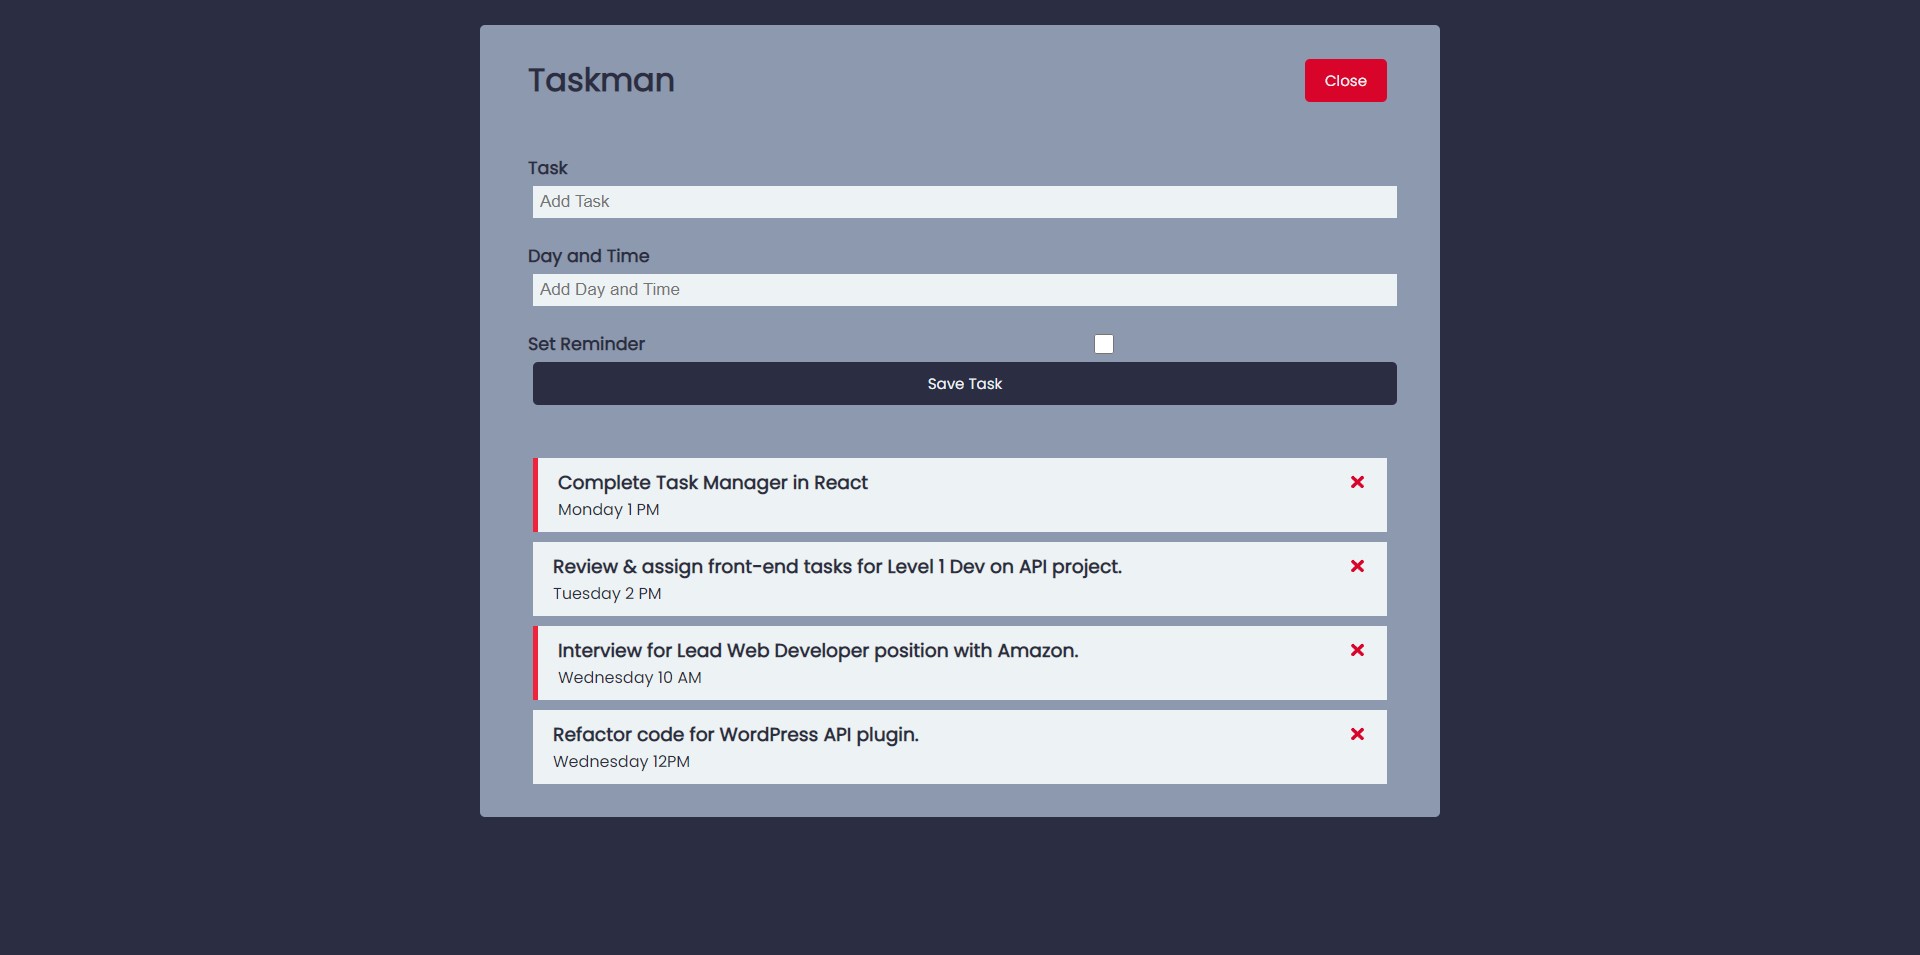 Taskman
Close
Task
Add Task
Day and Time
Add Day and Time
Set Reminder
Save Task
Complete Task Manager in React
Monday 1 PM
Review & assign front-end tasks for Level 1 Dev on API project.
Tuesday 2 PM
Interview for Lead Web Developer position with Amazon.
Wednesday 10 AM
Refactor code for WordPress API plugin.
Wednesday 12PM